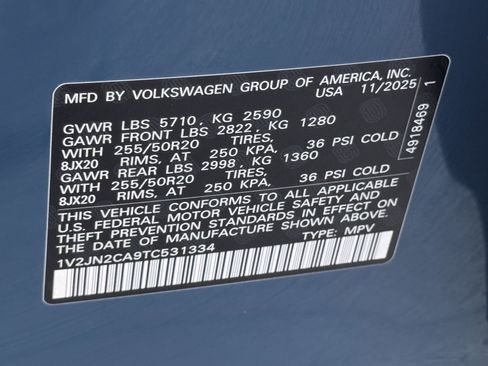 MFD BY VOLKSWAGEN GROUP OF AMERICA, INC.
USA 11/2025
GVWR LBS 5710, KG 2590
GAWR FRONT LBS 2822, KG 1280
WITH 255/50R20 TIRES,
8JX20 RIMS, AT 250 KPA, 36 PSI COLD
GAWR REAR LBS 2998, KG 1360
WITH 255/50R20 TIRES,
8JX20 RIMS, AT 250 KPA, 36 PSI COLD
THIS VEHICLE CONFORMS TO ALL APPLICABLE
U.S. FEDERAL MOTOR VEHICLE SAFETY AND
THEFT PREVENTION STANDARDS IN EFFECT ON
THE DATE OF MANUFACTURE SHOWN ABOVE.
1V2JN2CA9TC531334 TYPE: MPV
4918469 1